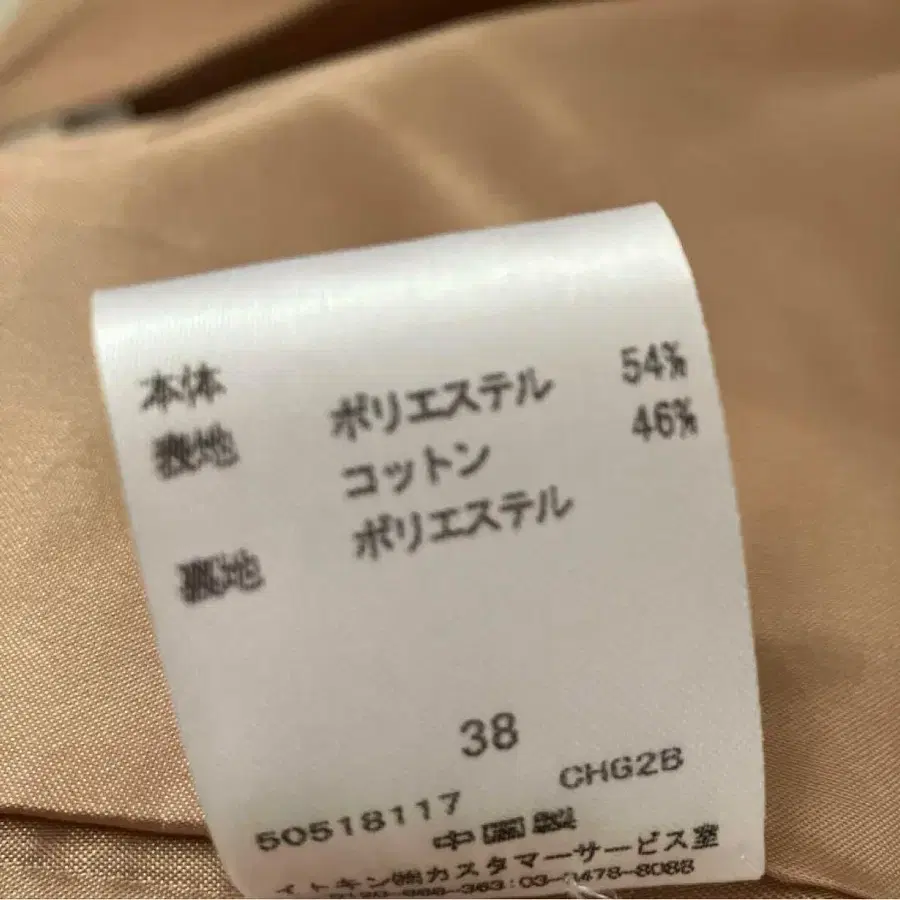 本体
表地 ポリエステル 54%
コットン 46%
裏地 ポリエステル
38
50518117 CHG2B
中国製
イトキン㈱カスタマーサービス室